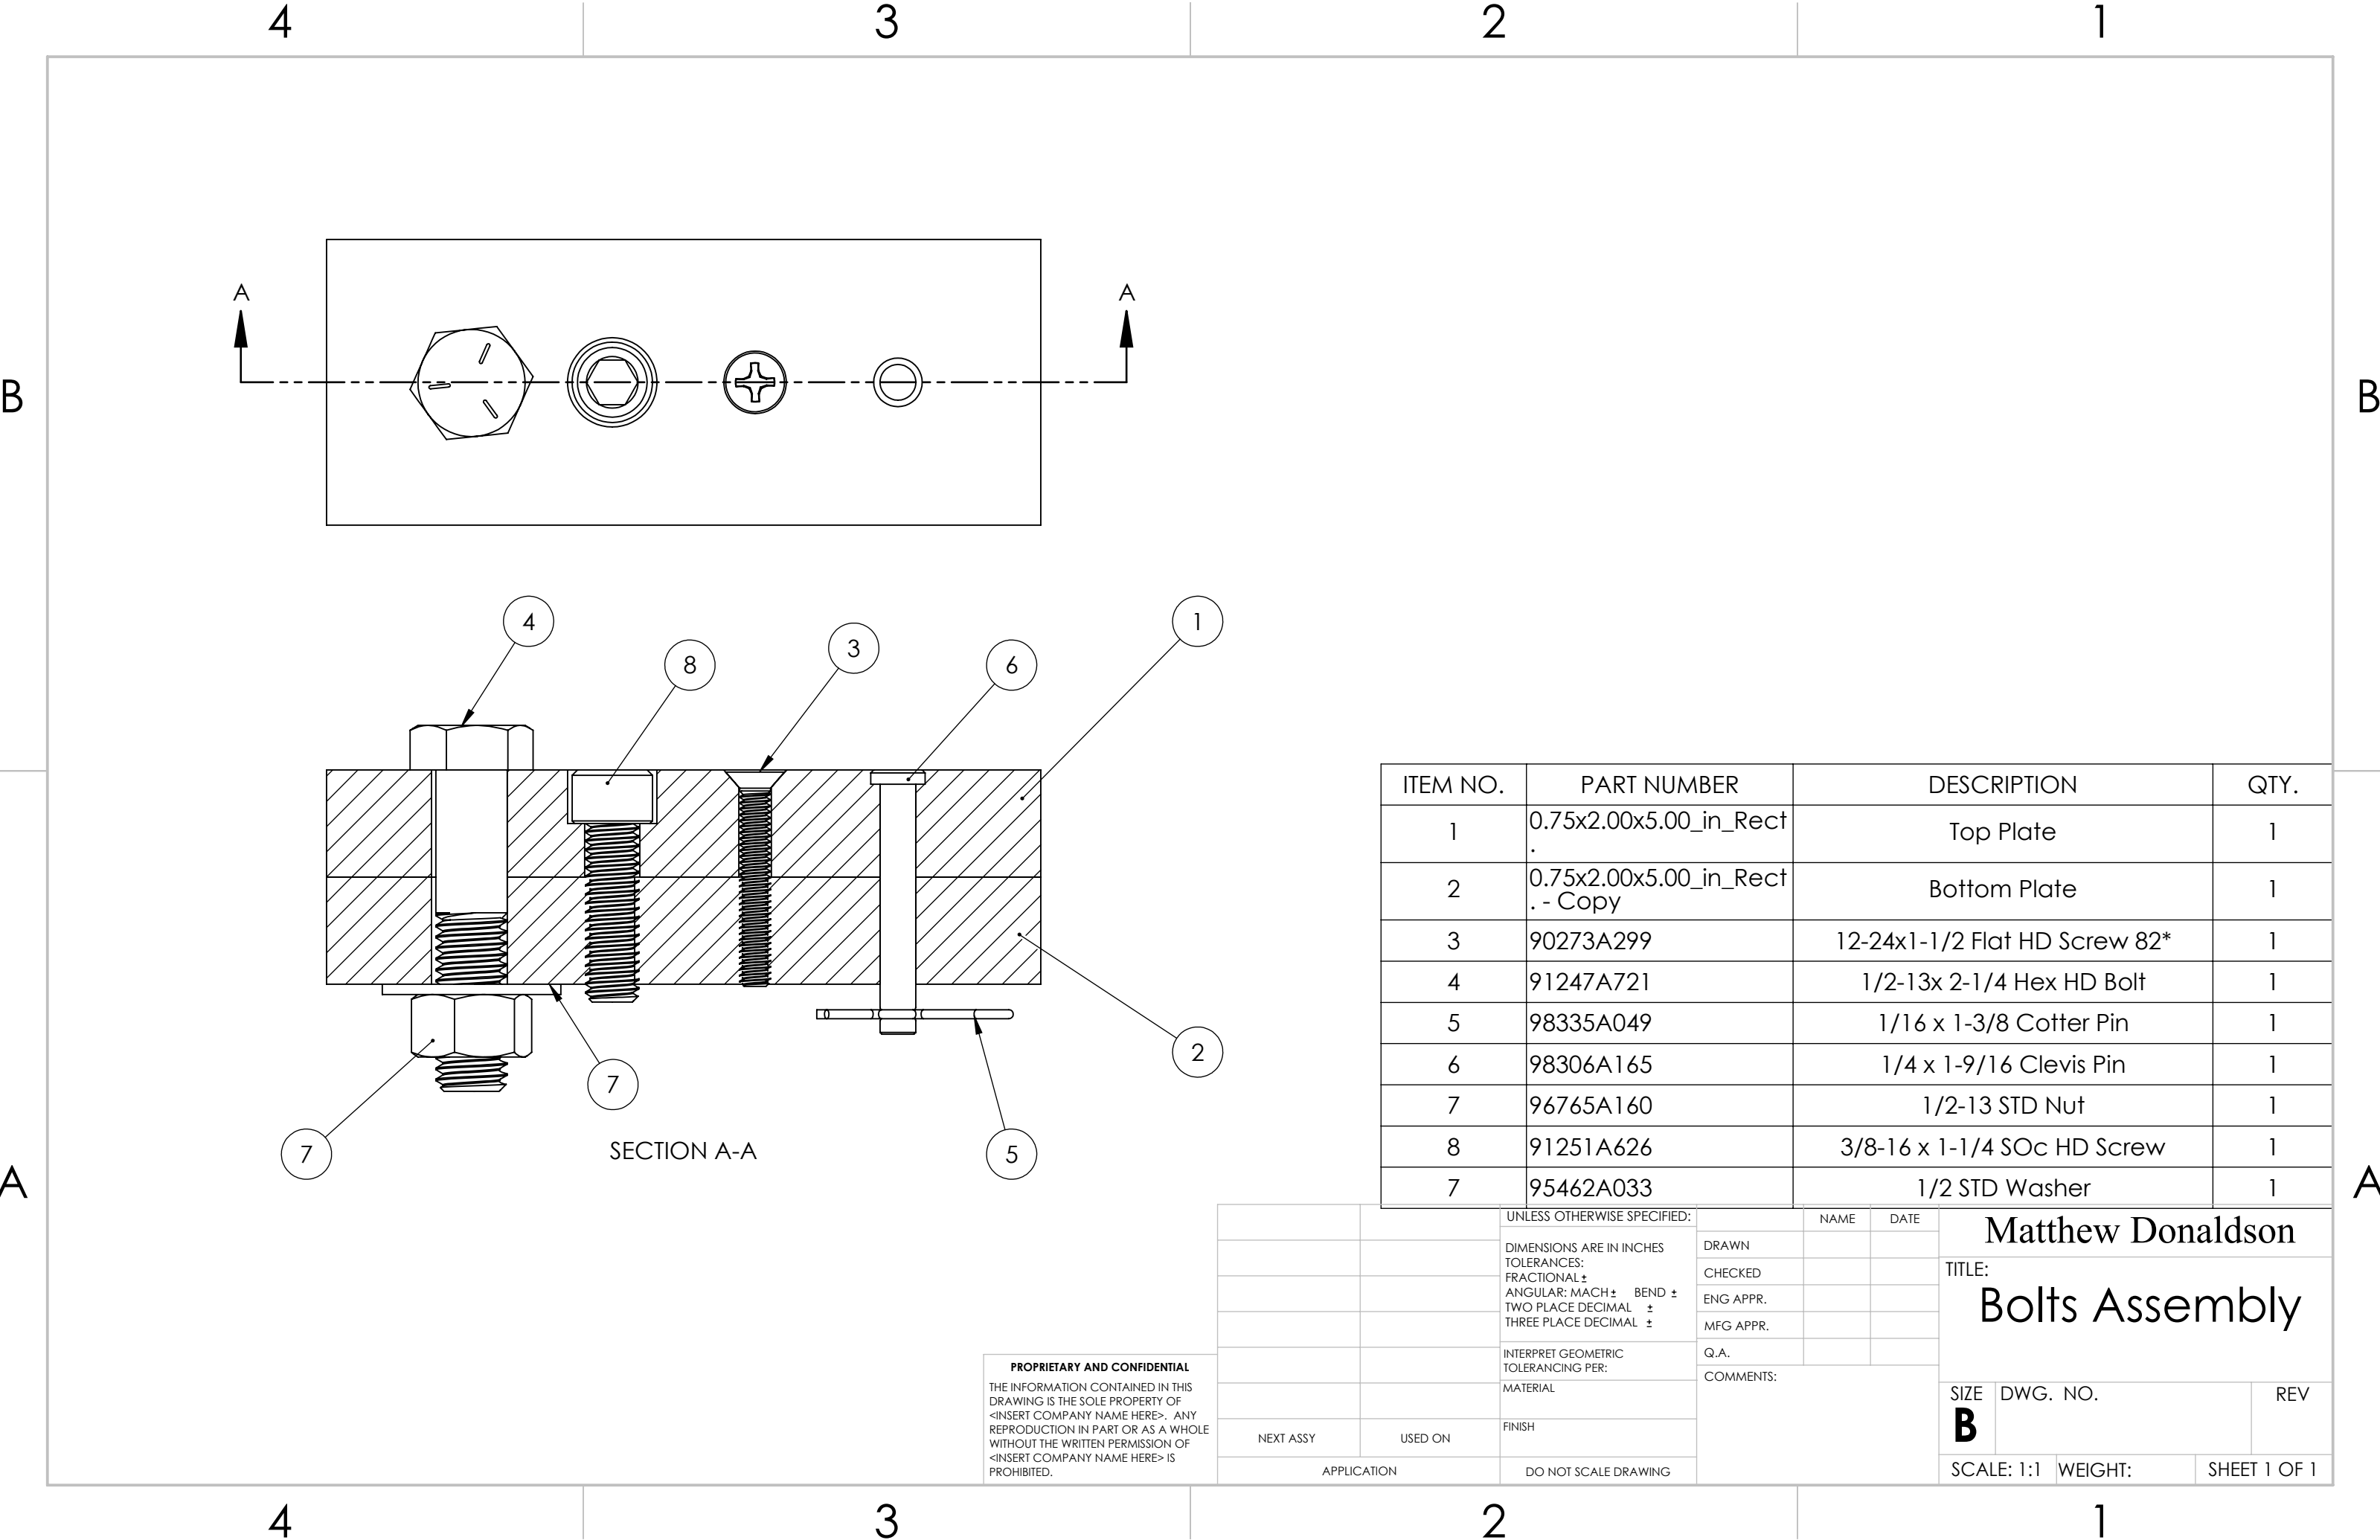 4 3 2 1
A A
B B
4 1
8 3 6
ITEM NO. PART NUMBER DESCRIPTION QTY.
1 0.75x2.00x5.00_in_Rect Top Plate 1
.
2 0.75x2.00x5.00_in_Rect Bottom Plate 1
. - Copy
3 90273A299 12-24x1-1/2 Flat HD Screw 82* 1
4 91247A721 1/2-13x 2-1/4 Hex HD Bolt 1
5 98335A049 1/16 x 1-3/8 Cotter Pin 1
6 98306A165 1/4 x 1-9/16 Clevis Pin 1
7 96765A160 1/2-13 STD Nut 1
8 91251A626 3/8-16 x 1-1/4 SOc HD Screw 1
7 95462A033 1/2 STD Washer 1
2
7
7 5
SECTION A-A
A A
UNLESS OTHERWISE SPECIFIED:
DIMENSIONS ARE IN INCHES
TOLERANCES:
FRACTIONAL ±
ANGULAR: MACH ± BEND ±
TWO PLACE DECIMAL ±
THREE PLACE DECIMAL ±
INTERPRET GEOMETRIC
TOLERANCING PER:
MATERIAL
FINISH
DO NOT SCALE DRAWING
NAME DATE
DRAWN
CHECKED
ENG APPR.
MFG APPR.
Q.A.
COMMENTS:
Matthew Donaldson
TITLE:
Bolts Assembly
SIZE DWG. NO. REV
B
SCALE: 1:1 WEIGHT: SHEET 1 OF 1
PROPRIETARY AND CONFIDENTIAL
THE INFORMATION CONTAINED IN THIS
DRAWING IS THE SOLE PROPERTY OF
<INSERT COMPANY NAME HERE>. ANY
REPRODUCTION IN PART OR AS A WHOLE
WITHOUT THE WRITTEN PERMISSION OF
<INSERT COMPANY NAME HERE> IS
PROHIBITED.
NEXT ASSY USED ON
APPLICATION
4 3 2 1